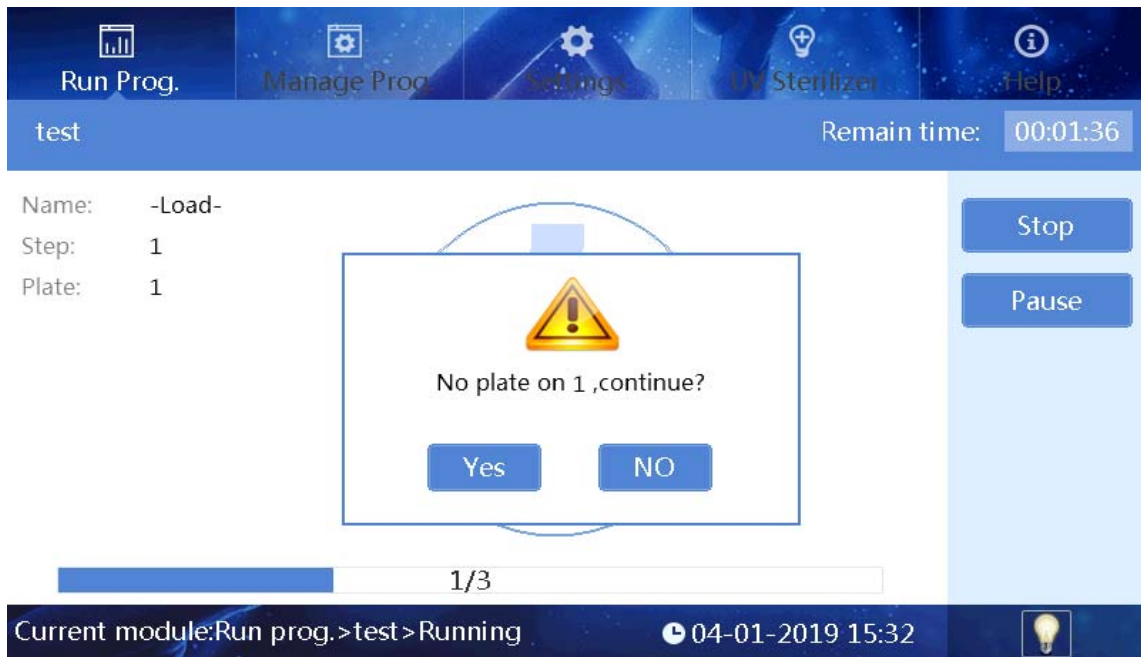 Run Prog.
Manage Prog.
Settings
UV Sterilizer
Help
test
Remain time: 00:01:36
Name: -Load-
Step: 1
Plate: 1
Stop
Pause
No plate on 1 ,continue?
Yes
NO
1/3
Current module:Run prog.>test>Running
04-01-2019 15:32